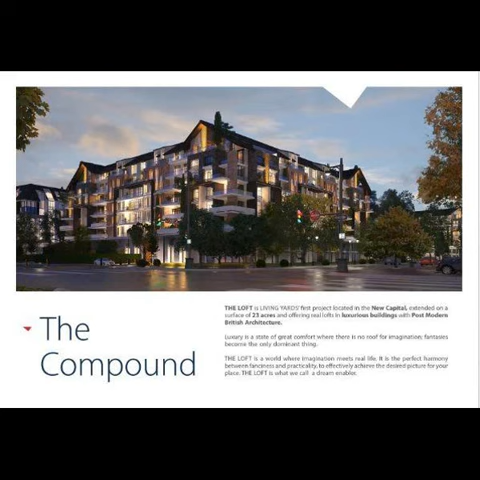 THE LOFT is LIVING YARDS' first project located in the New Capital, extended on a
surface of 23 acres and offering real lofts in luxurious buildings with Post Modern
British Architecture.
Luxury is a state of great comfort where there is no roof for imagination; fantasies
become the only dominant thing.
THE LOFT is a world where imagination meets real life. It is the perfect harmony
between fanciness and practicality, to effectively achieve the desired picture for your
place. THE LOFT is what we call a dream enabler.
The
Compound